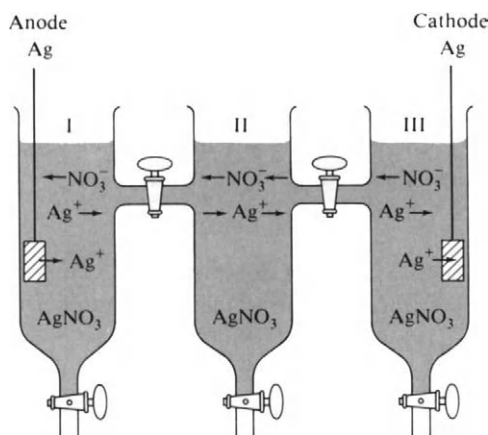 Anode
Ag
Cathode
Ag
I
II
III
NO₃⁻
NO₃⁻
NO₃⁻
Ag⁺
Ag⁺
Ag⁺
Ag⁺
Ag⁺
AgNO₃
AgNO₃
AgNO₃